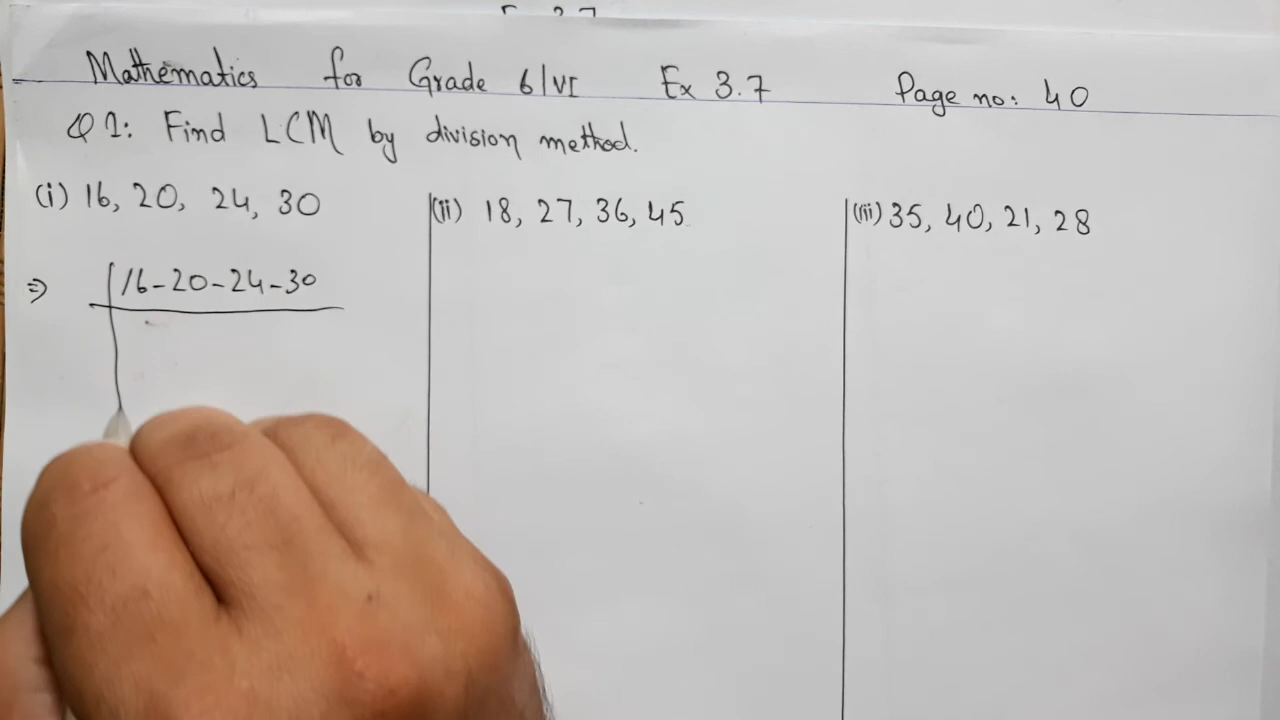 Mathematics for Grade 6/VI Ex 3.7 Page no: 40
Q 1: Find LCM by division method.
(i) 16, 20, 24, 30
(ii) 18, 27, 36, 45
(iii) 35, 40, 21, 28
⇒ 16-20-24-30